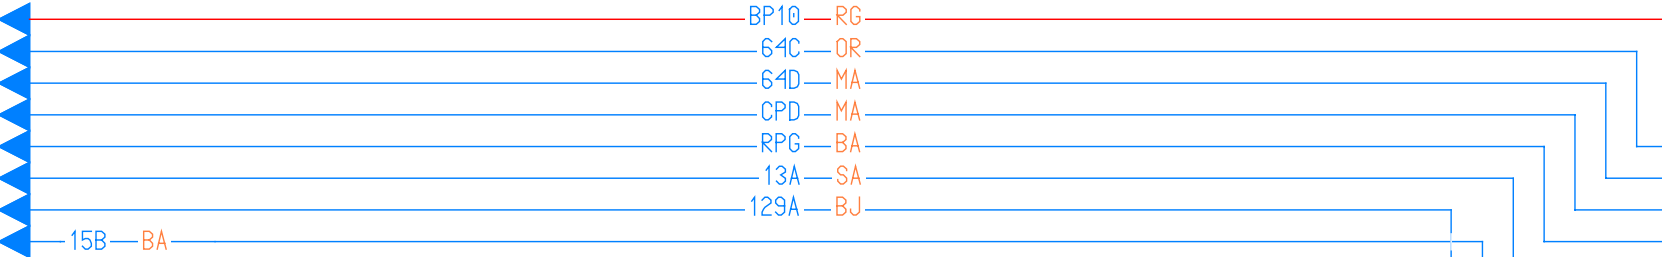 BP10 RG
64C OR
64D MA
CPD MA
RPG BA
13A SA
129A BJ
15B BA